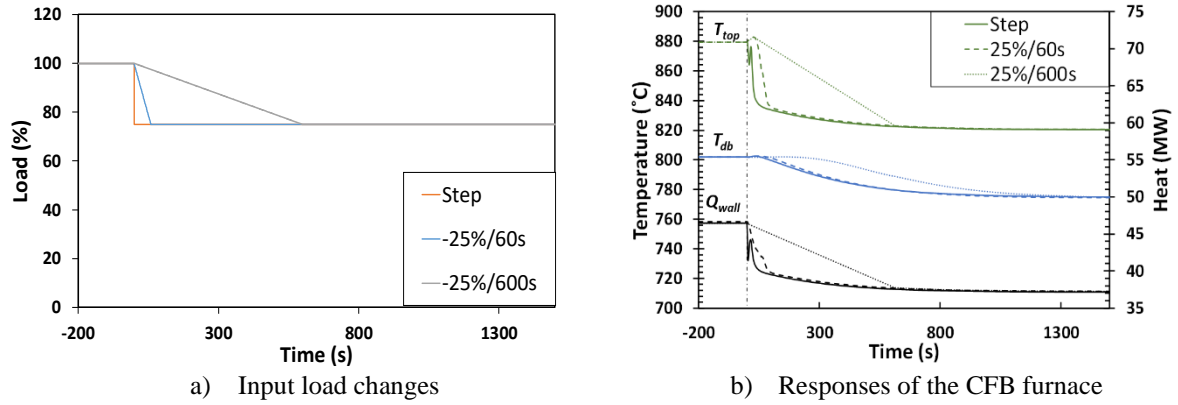 120
100
80
60
40
20
0
Load (%)
-200
300
800
1300
Time (s)
Step
-25%/60s
-25%/600s
a) Input load changes
900
880
860
840
820
800
780
760
740
720
700
Temperature (˚C)
T_top
T_db
Q_wall
Step
25%/60s
25%/600s
75
70
65
60
55
50
45
40
35
Heat (MW)
-200
300
800
1300
Time (s)
b) Responses of the CFB furnace